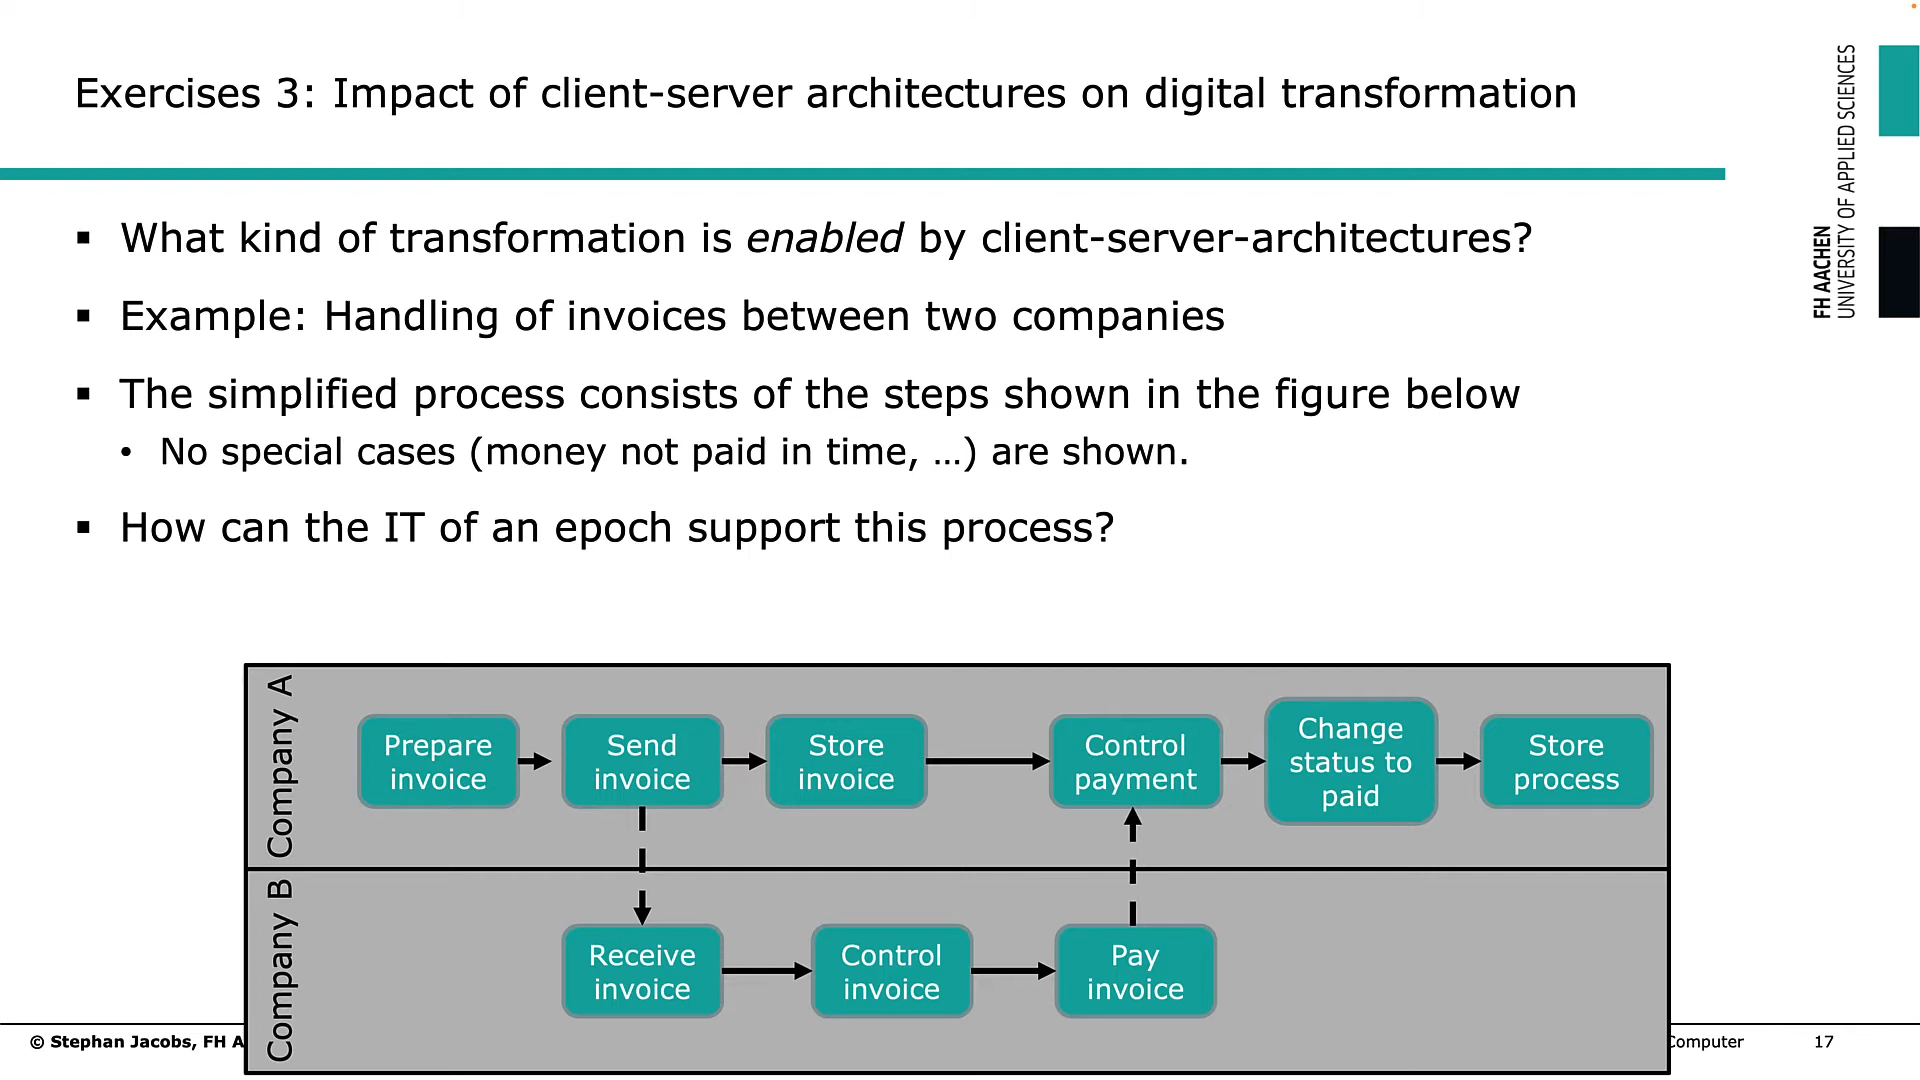 Exercises 3: Impact of client-server architectures on digital transformation
FH AACHEN
UNIVERSITY OF APPLIED SCIENCES
▪ What kind of transformation is enabled by client-server-architectures?
▪ Example: Handling of invoices between two companies
▪ The simplified process consists of the steps shown in the figure below
• No special cases (money not paid in time, …) are shown.
▪ How can the IT of an epoch support this process?
Company A
Prepare
invoice
Send
invoice
Store
invoice
Control
payment
Change
status to
paid
Store
process
Company B
Receive
invoice
Control
invoice
Pay
invoice
© Stephan Jacobs, FH A
Computer
17